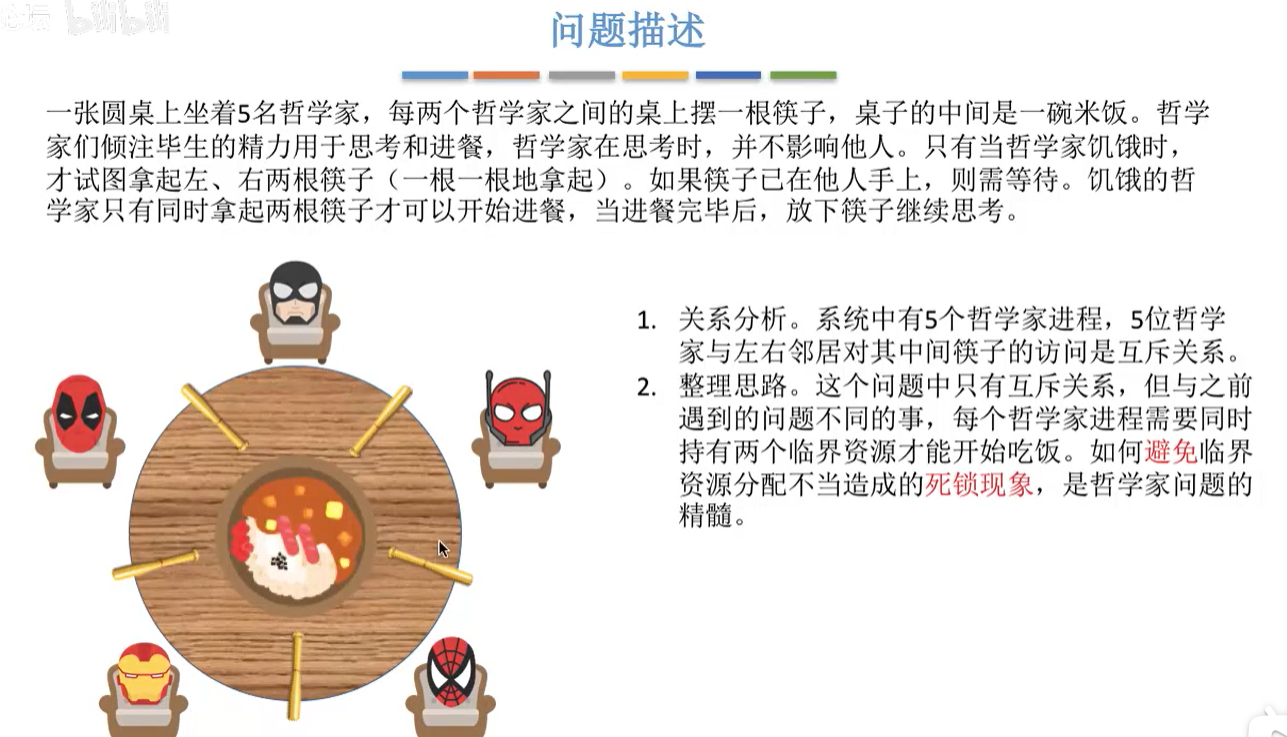 bilibili
问题描述
一张圆桌上坐着5名哲学家，每两个哲学家之间的桌上摆一根筷子，桌子的中间是一碗米饭。哲学
家们倾注毕生的精力用于思考和进餐，哲学家在思考时，并不影响他人。只有当哲学家饥饿时，
才试图拿起左、右两根筷子（一根一根地拿起）。如果筷子已在他人手上，则需等待。饥饿的哲
学家只有同时拿起两根筷子才可以开始进餐，当进餐完毕后，放下筷子继续思考。
1. 关系分析。系统中有5个哲学家进程，5位哲学
家与左右邻居对其中间筷子的访问是互斥关系。
2. 整理思路。这个问题中只有互斥关系，但与之前
遇到的问题不同的事，每个哲学家进程需要同时
持有两个临界资源才能开始吃饭。如何避免临界
资源分配不当造成的死锁现象，是哲学家问题的
精髓。